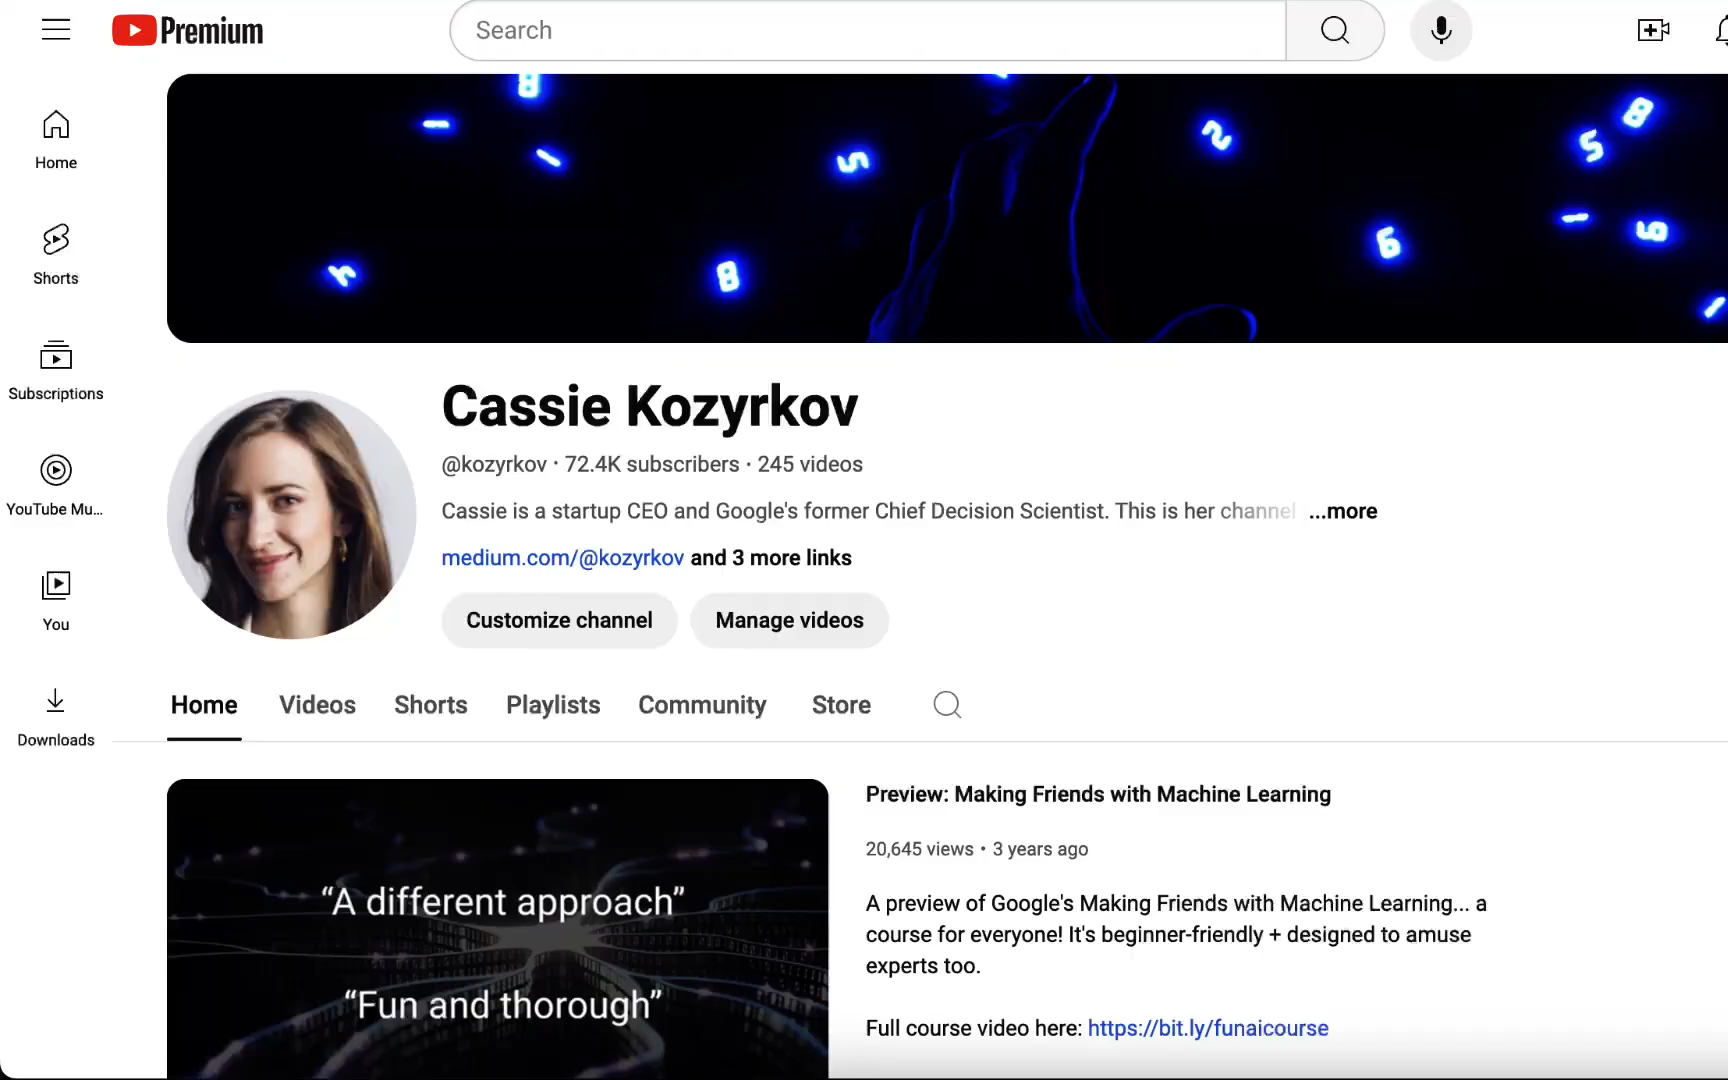 Premium
Search
Home
Shorts
Subscriptions
YouTube Mu...
You
Downloads
Cassie Kozyrkov
@kozyrkov · 72.4K subscribers · 245 videos
Cassie is a startup CEO and Google's former Chief Decision Scientist. This is her channel ...more
medium.com/@kozyrkov and 3 more links
Customize channel Manage videos
Home Videos Shorts Playlists Community Store
“A different approach”
“Fun and thorough”
Preview: Making Friends with Machine Learning
20,645 views · 3 years ago
A preview of Google's Making Friends with Machine Learning... a
course for everyone! It's beginner-friendly + designed to amuse
experts too.
Full course video here: https://bit.ly/funaicourse